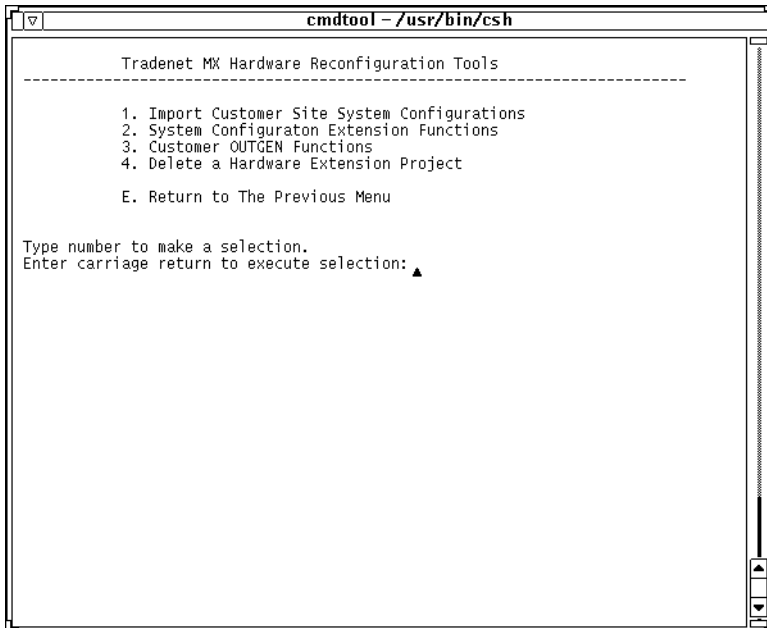 cmdtool – /usr/bin/csh
Tradenet MX Hardware Reconfiguration Tools
-----------------------------------------------------------------------------
1. Import Customer Site System Configurations
2. System Configuraton Extension Functions
3. Customer OUTGEN Functions
4. Delete a Hardware Extension Project
E. Return to The Previous Menu
Type number to make a selection.
Enter carriage return to execute selection: